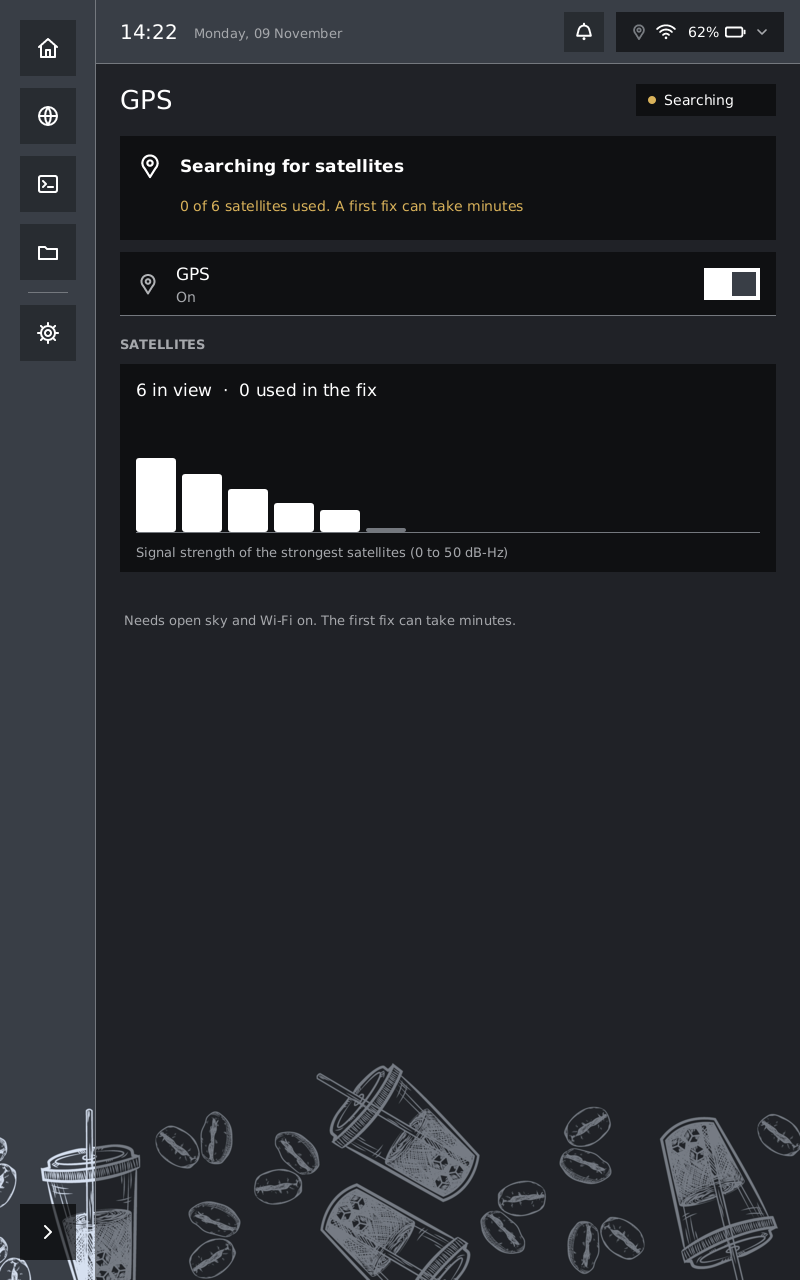 14:22 Monday, 09 November
62%
GPS
Searching
Searching for satellites
0 of 6 satellites used. A first fix can take minutes
GPS
On
SATELLITES
6 in view · 0 used in the fix
Signal strength of the strongest satellites (0 to 50 dB-Hz)
Needs open sky and Wi-Fi on. The first fix can take minutes.